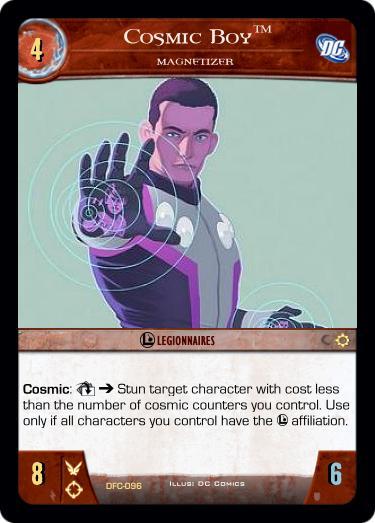 4
Cosmic Boy™
MAGNETIZER
DC
LEGIONNAIRES
Cosmic: ➔ Stun target character with cost less
than the number of cosmic counters you control. Use
only if all characters you control have the L affiliation.
8
DFC-096
Illus: DC Comics
6